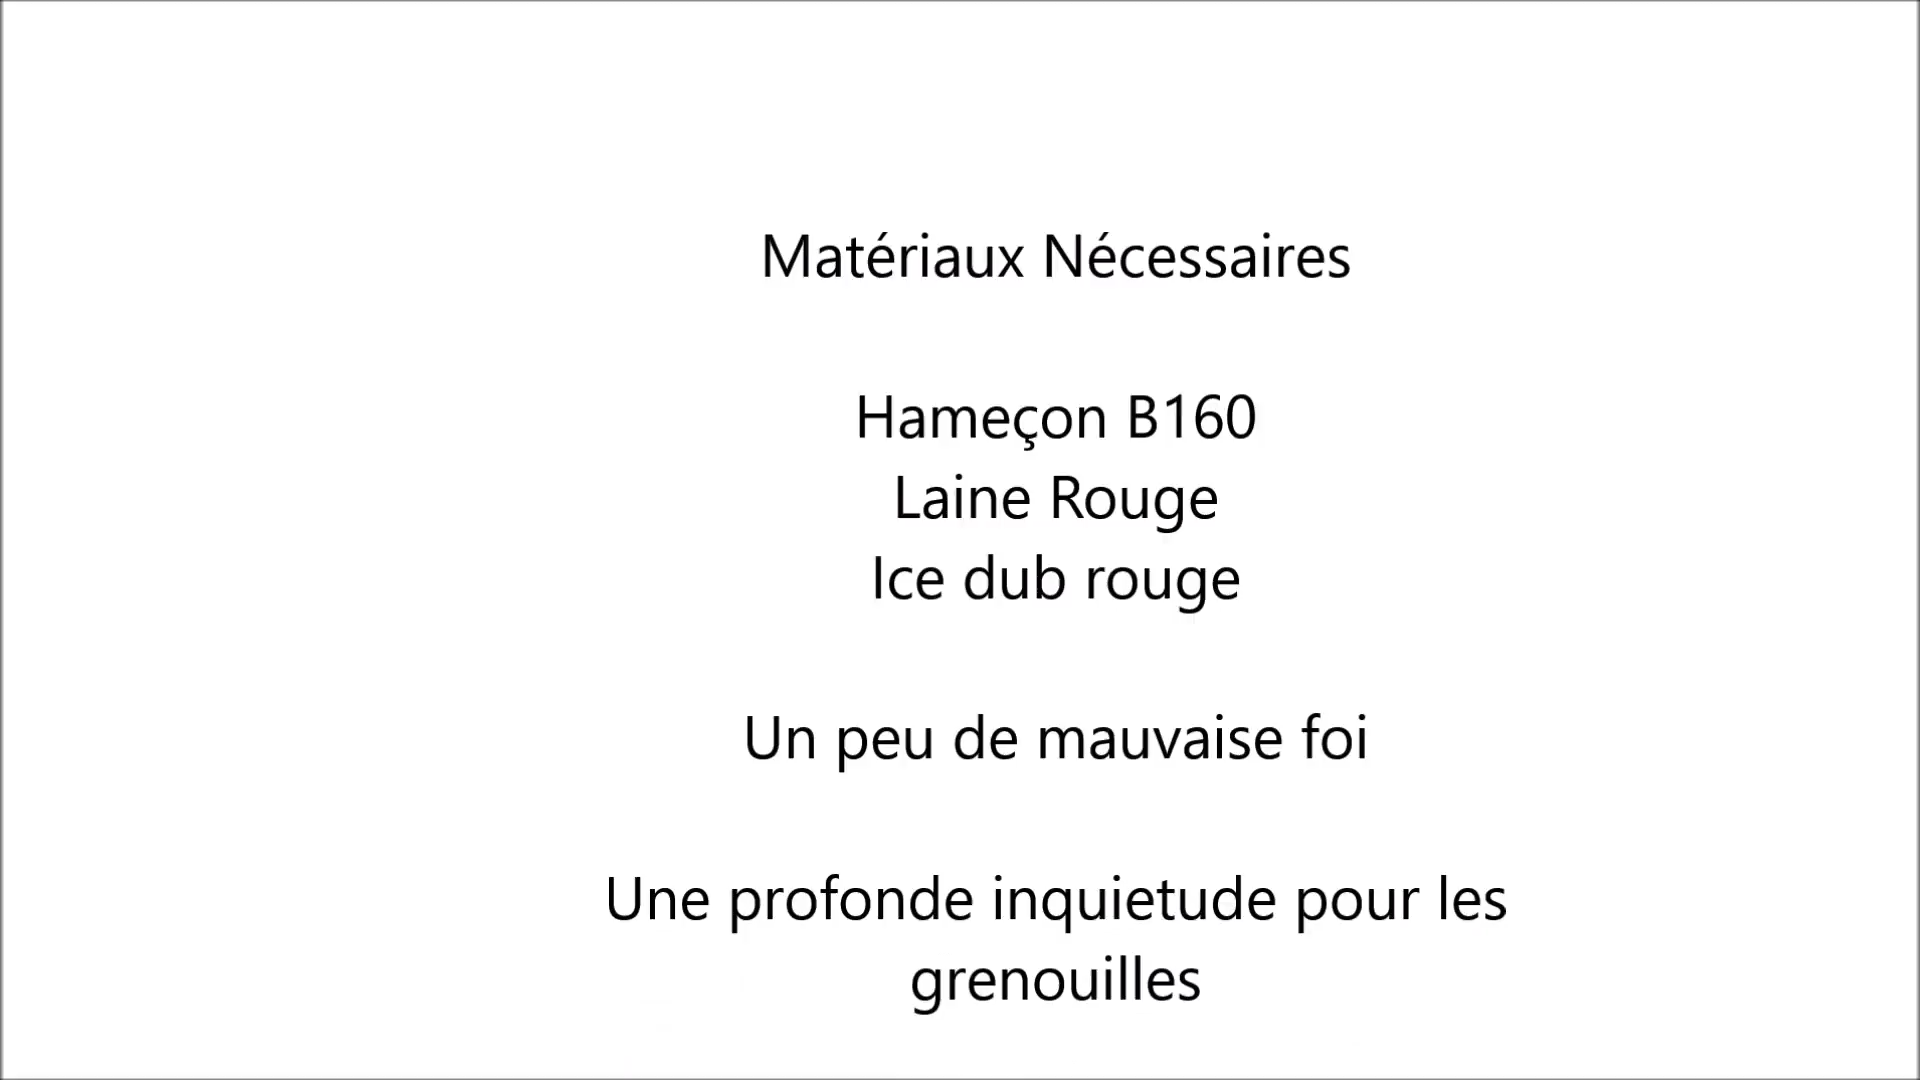 Matériaux Nécessaires
Hameçon B160
Laine Rouge
Ice dub rouge
Un peu de mauvaise foi
Une profonde inquietude pour les
grenouilles